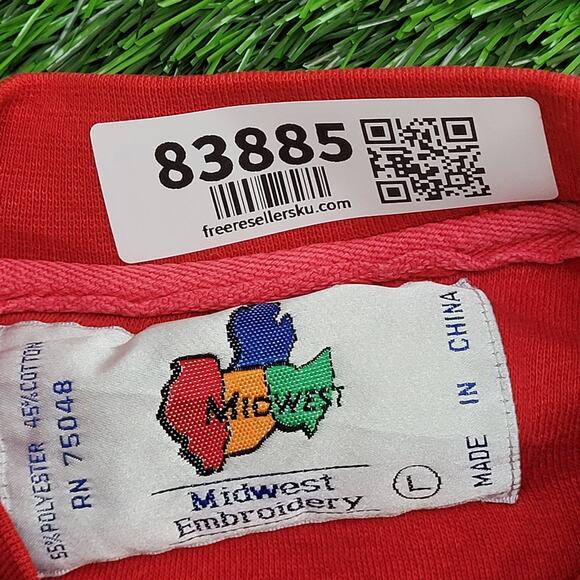 83885
freeresellersku.com
55%POLYESTER 45%COTTON
RN 75048
MIDWEST
Midwest
Embroidery
L
MADE IN CHINA